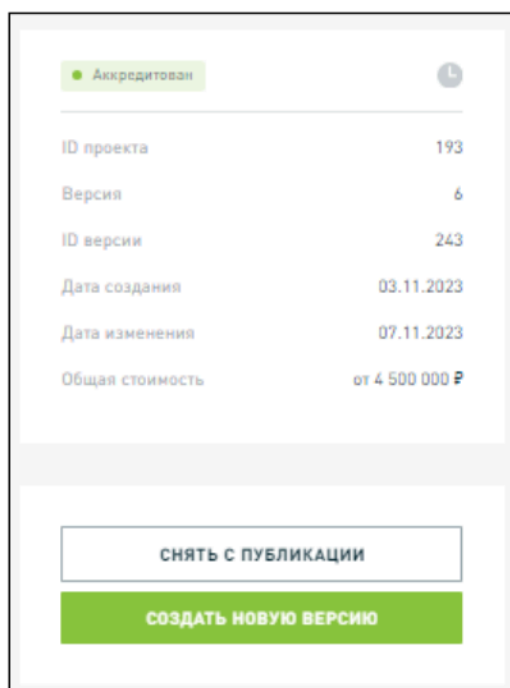 Аккредитован
ID проекта 193
Версия 6
ID версии 243
Дата создания 03.11.2023
Дата изменения 07.11.2023
Общая стоимость от 4 500 000 ₽
СНЯТЬ С ПУБЛИКАЦИИ
СОЗДАТЬ НОВУЮ ВЕРСИЮ